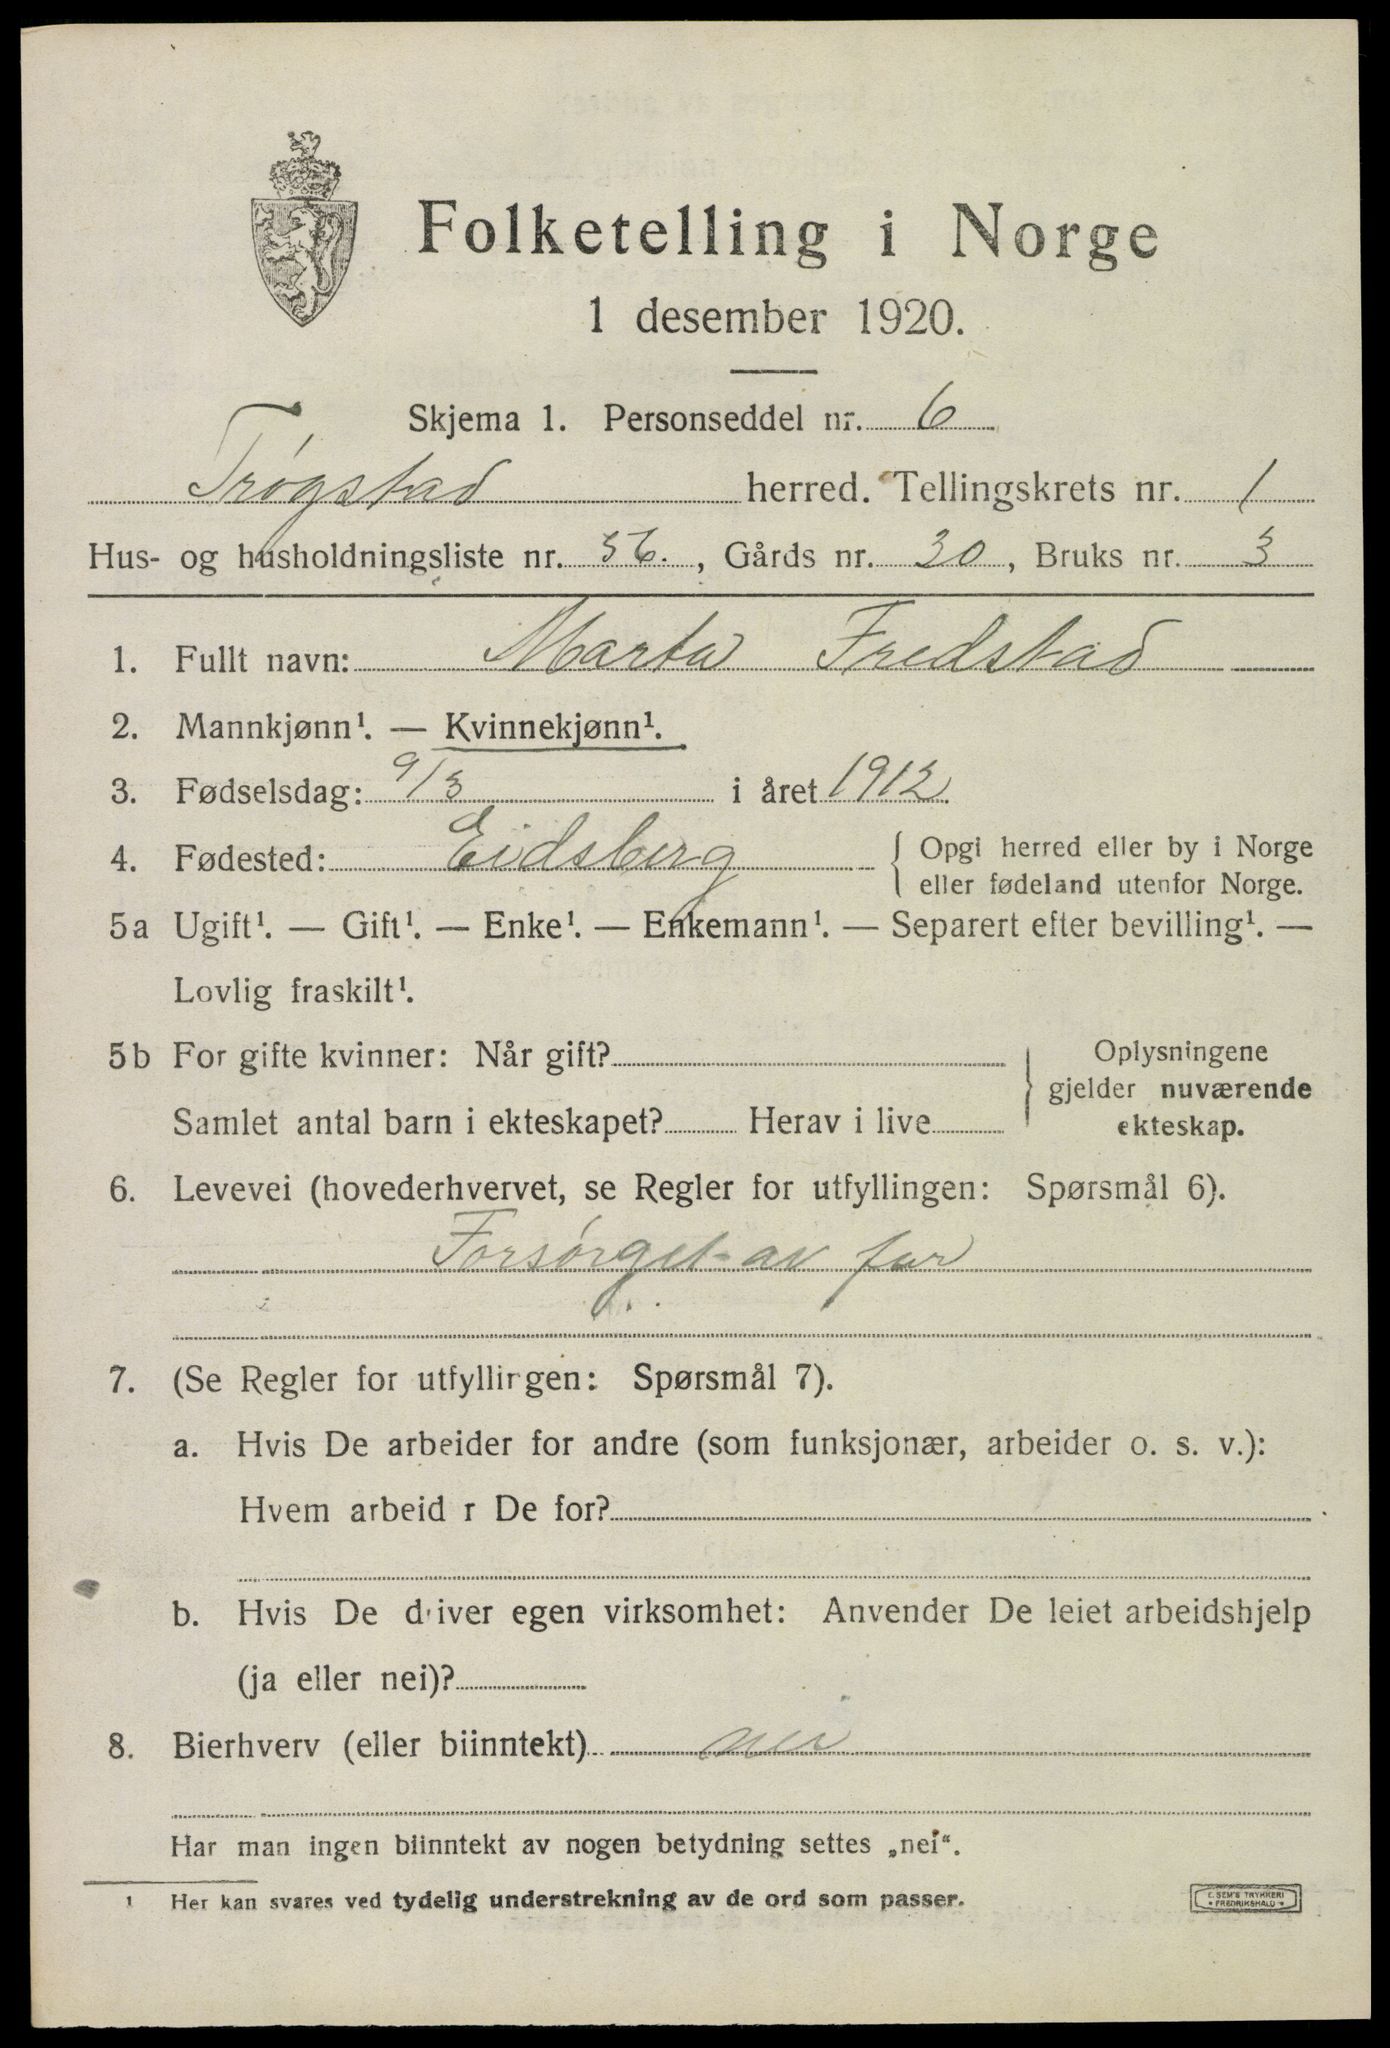 Folketelling i Norge
1 desember 1920.
Skjema 1. Personseddel nr. 6
Trøgstad herred. Tellingskrets nr. 1
Hus- og husholdningsliste nr. 36., Gårds nr. 30, Bruks nr. 3
1. Fullt navn: Marta Fredstad
2. Mannkjønn¹. — Kvinnekjønn¹.
3. Fødselsdag: 9/3 i året 1912
4. Fødested: Eidsberg { Opgi herred eller by i Norge
eller fødeland utenfor Norge.
5a Ugift¹. — Gift¹. — Enke¹. — Enkemann¹. — Separert efter bevilling¹. —
Lovlig fraskilt¹.
5b For gifte kvinner: Når gift? } Oplysningene
gjelder nuværende
Samlet antal barn i ekteskapet? Herav i live ekteskap.
6. Levevei (hovederhvervet, se Regler for utfyllingen: Spørsmål 6).
Forsørget av far
7. (Se Regler for utfyllingen: Spørsmål 7).
a. Hvis De arbeider for andre (som funksjonær, arbeider o. s. v.):
Hvem arbeid r De for?
b. Hvis De driver egen virksomhet: Anvender De leiet arbeidshjelp
(ja eller nei)?
8. Bierhverv (eller biinntekt) nei
Har man ingen biinntekt av nogen betydning settes „nei“.
¹ Her kan svares ved tydelig understrekning av de ord som passer.
E. SEM'S TRYKKERI
• FREDRIKSHALD •